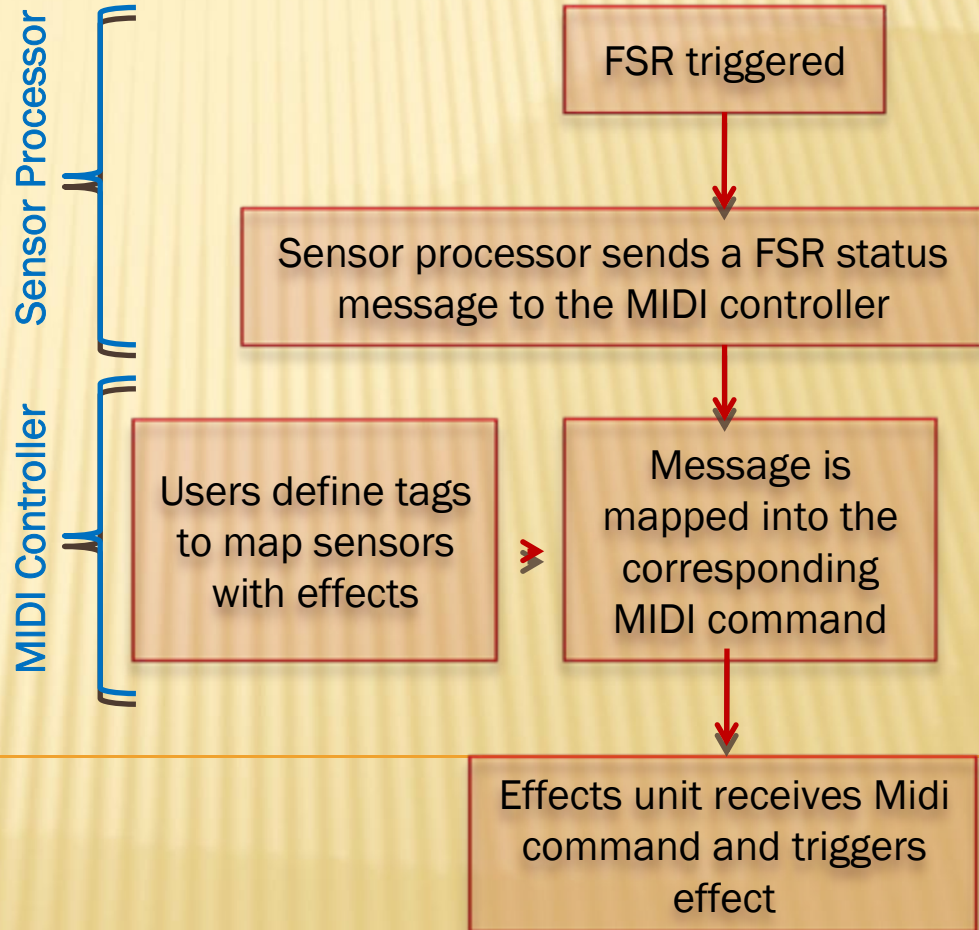 Sensor Processor
FSR triggered
Sensor processor sends a FSR status
message to the MIDI controller
MIDI Controller
Users define tags
to map sensors
with effects
Message is
mapped into the
corresponding
MIDI command
Effects unit receives Midi
command and triggers
effect